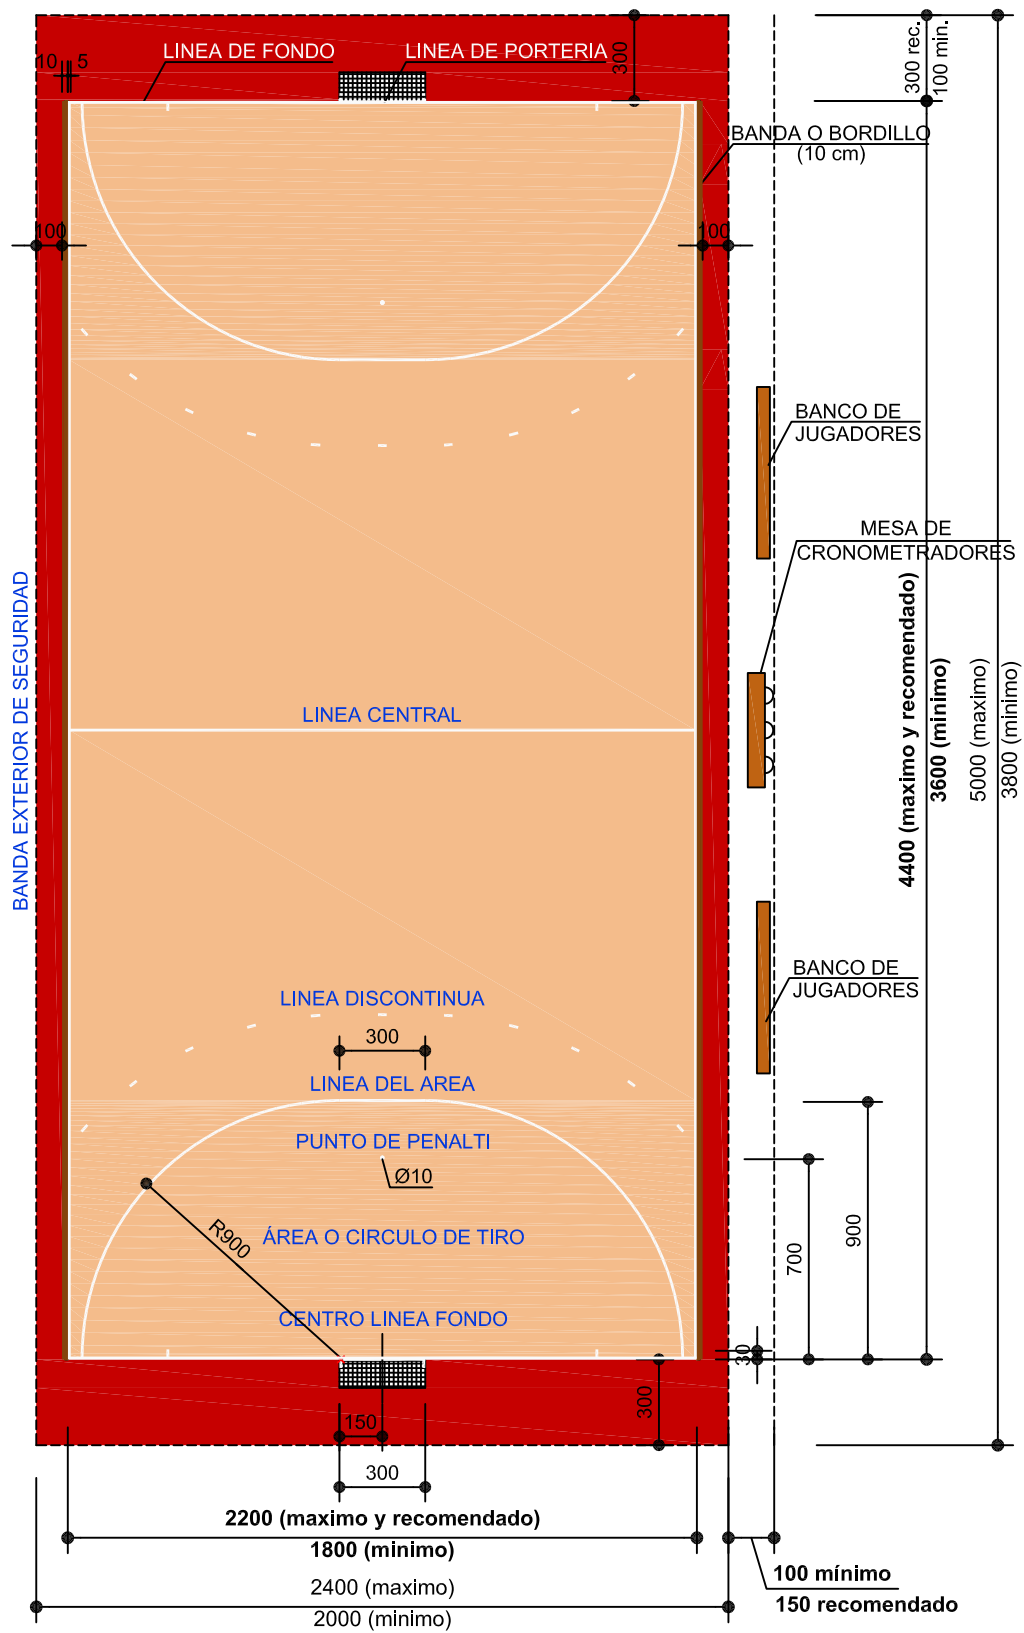 LINEA DE FONDO
LINEA DE PORTERIA
10
5
300
300 rec.
100 min.
BANDA O BORDILLO
(10 cm)
100
100
BANCO DE
JUGADORES
MESA DE
CRONOMETRADORES
BANDA EXTERIOR DE SEGURIDAD
LINEA CENTRAL
4400 (maximo y recomendado)
3600 (minimo)
5000 (maximo)
3800 (minimo)
BANCO DE
JUGADORES
LINEA DISCONTINUA
300
LINEA DEL AREA
PUNTO DE PENALTI
Ø10
R900
ÁREA O CIRCULO DE TIRO
700
900
CENTRO LINEA FONDO
30
300
150
300
2200 (maximo y recomendado)
1800 (minimo)
2400 (maximo)
2000 (minimo)
100 mínimo
150 recomendado